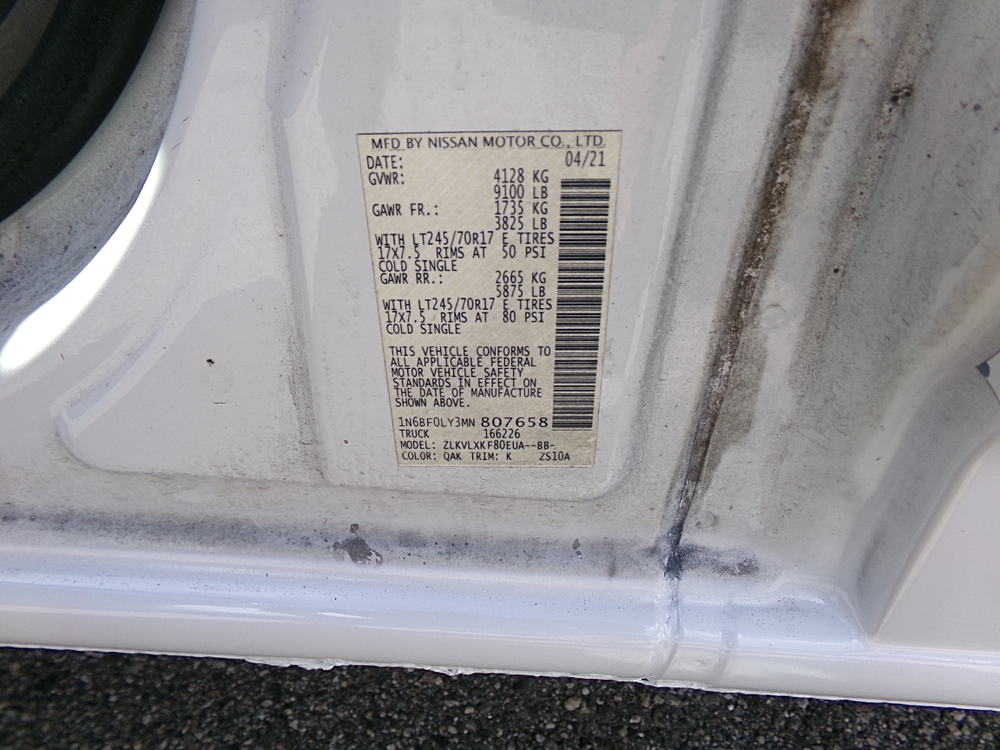 MFD BY NISSAN MOTOR CO., LTD.
DATE: 04/21
GVWR: 4128 KG
9100 LB
GAWR FR.: 1735 KG
3825 LB
WITH LT245/70R17 E TIRES
17X7.5 RIMS AT 50 PSI
COLD SINGLE
GAWR RR.: 2665 KG
5875 LB
WITH LT245/70R17 E TIRES
17X7.5 RIMS AT 80 PSI
COLD SINGLE
THIS VEHICLE CONFORMS TO
ALL APPLICABLE FEDERAL
MOTOR VEHICLE SAFETY
STANDARDS IN EFFECT ON
THE DATE OF MANUFACTURE
SHOWN ABOVE.
1N6BF0LY3MN 807658
TRUCK 166226
MODEL: ZLKVLXKF80EUA--BB-
COLOR: QAK TRIM: K ZS10A